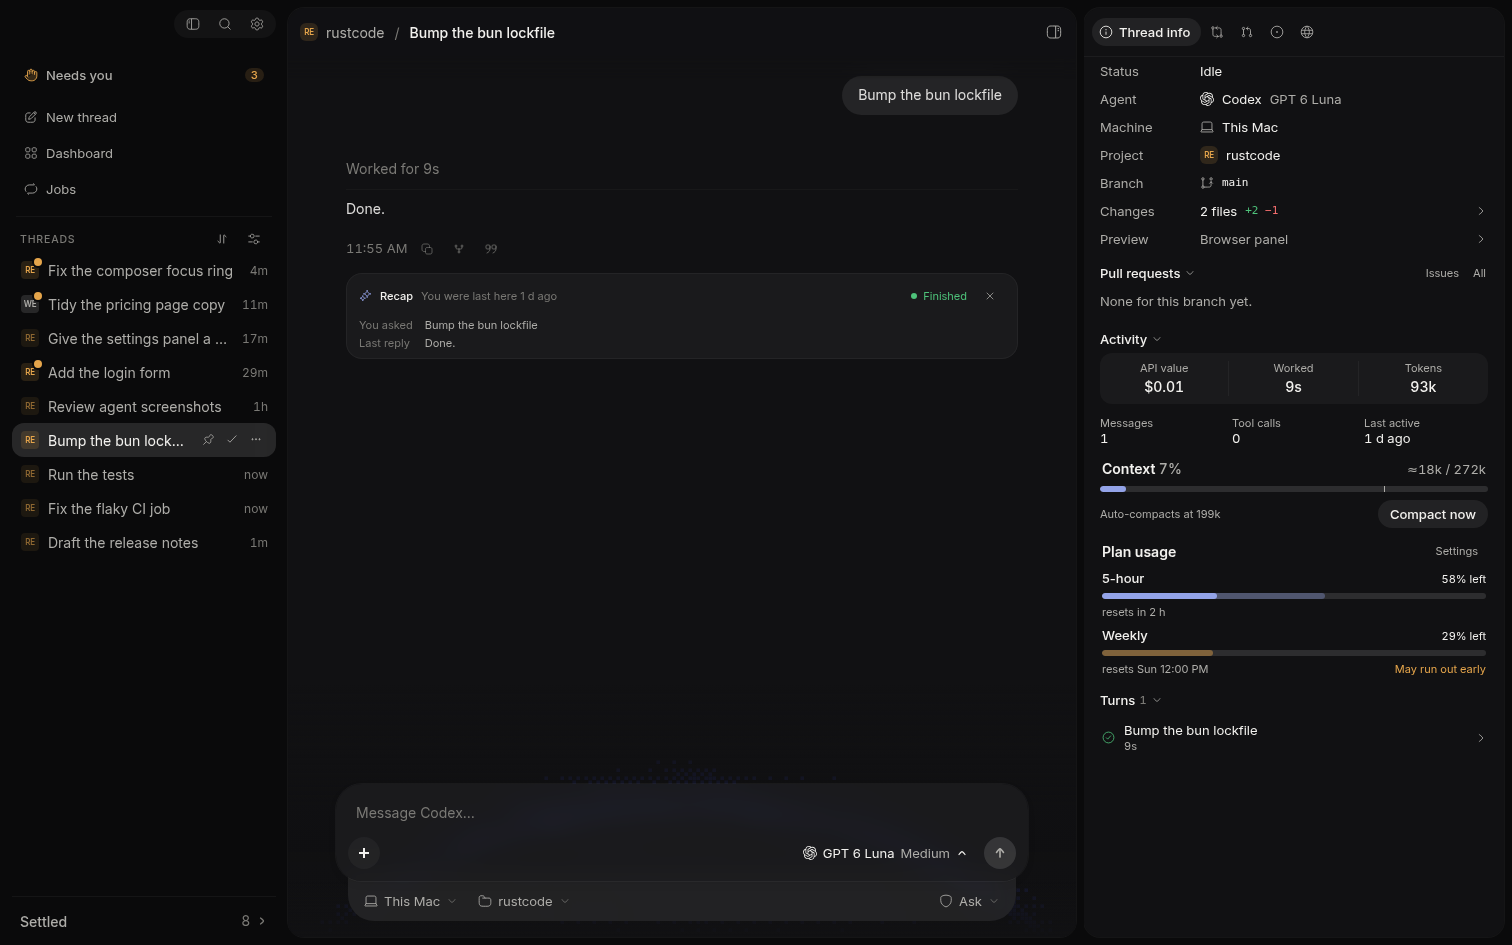 Needs you 3
New thread
Dashboard
Jobs
THREADS
RE Fix the composer focus ring 4m
WE Tidy the pricing page copy 11m
RE Give the settings panel a ... 17m
RE Add the login form 29m
RE Review agent screenshots 1h
RE Bump the bun lock...
RE Run the tests now
RE Fix the flaky CI job now
RE Draft the release notes 1m
Settled 8
RE rustcode / Bump the bun lockfile
Bump the bun lockfile
Worked for 9s
Done.
11:55 AM
Recap You were last here 1 d ago Finished
You asked Bump the bun lockfile
Last reply Done.
Message Codex...
GPT 6 Luna Medium
This Mac rustcode Ask
Thread info
Status Idle
Agent Codex GPT 6 Luna
Machine This Mac
Project RE rustcode
Branch main
Changes 2 files +2 −1
Preview Browser panel
Pull requests Issues All
None for this branch yet.
Activity
API value Worked Tokens
$0.01 9s 93k
Messages Tool calls Last active
1 0 1 d ago
Context 7% ≈18k / 272k
Auto-compacts at 199k Compact now
Plan usage Settings
5-hour 58% left
resets in 2 h
Weekly 29% left
resets Sun 12:00 PM May run out early
Turns 1
Bump the bun lockfile
9s